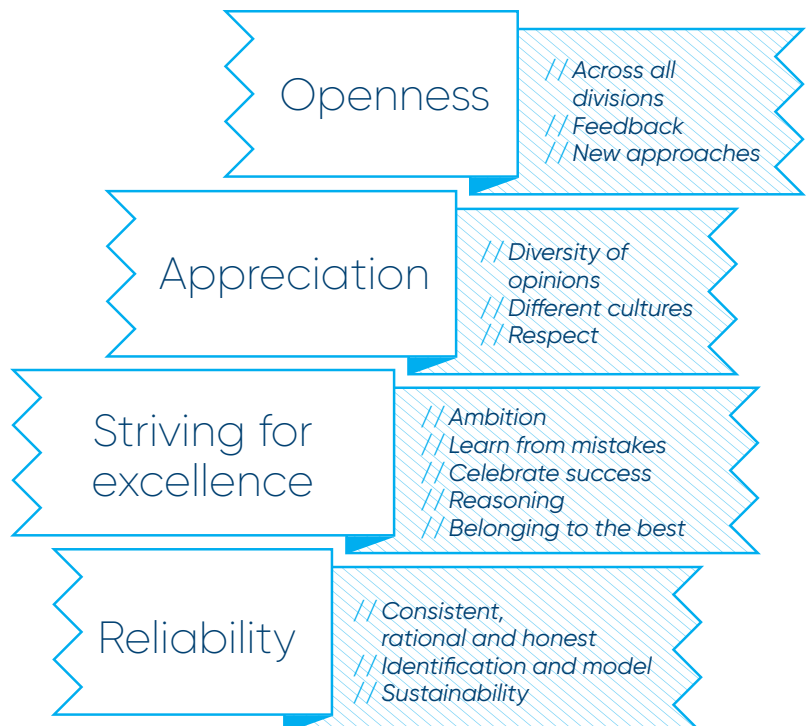 Openness
// Across all
divisions
// Feedback
// New approaches
Appreciation
// Diversity of
opinions
// Different cultures
// Respect
Striving for
excellence
// Ambition
// Learn from mistakes
// Celebrate success
// Reasoning
// Belonging to the best
Reliability
// Consistent,
rational and honest
// Identification and model
// Sustainability